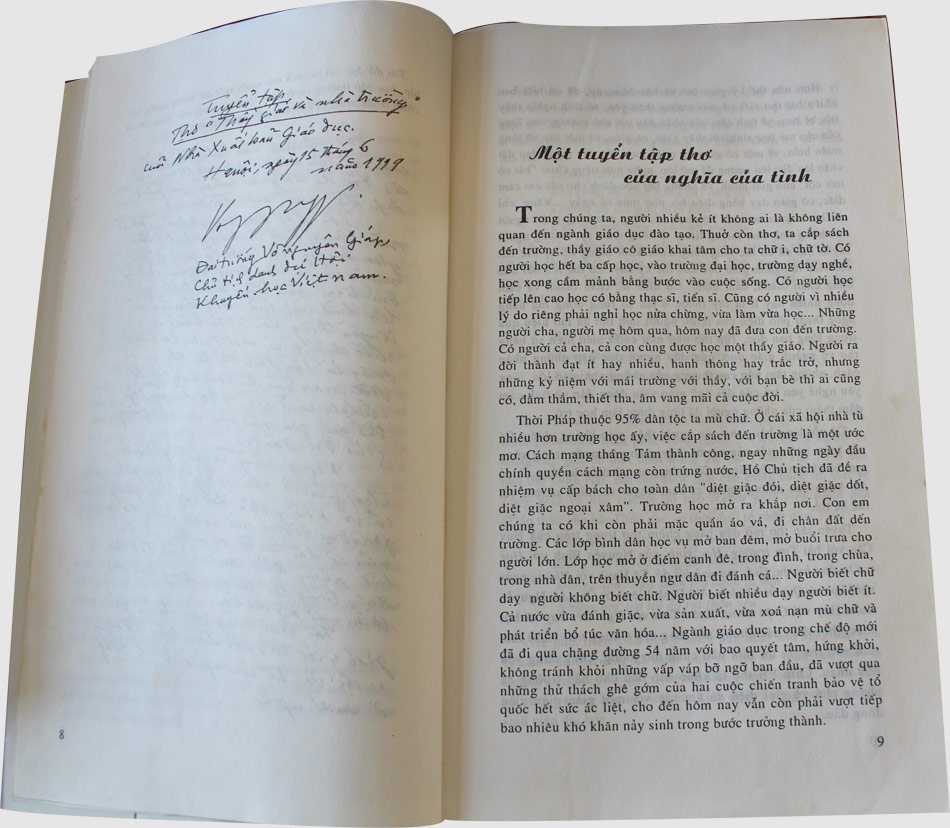 Tuyển tập
Thơ "Thầy giáo và nhà trường"
của Nhà Xuất bản Giáo dục.
Hà nội, ngày 15 tháng 6
năm 1999
Đại tướng Võ nguyên Giáp
Chủ tịch danh dự Hội
Khuyến học Việt nam.
8
Một tuyển tập thơ
của nghĩa của tình
Trong chúng ta, người nhiều kẻ ít không ai là không liên
quan đến ngành giáo dục đào tạo. Thuở còn thơ, ta cắp sách
đến trường, thầy giáo cô giáo khai tâm cho ta chữ i, chữ tờ. Có
người học hết ba cấp học, vào trường đại học, trường dạy nghề,
học xong cầm mảnh bằng bước vào cuộc sống. Có người học
tiếp lên cao học có bằng thạc sĩ, tiến sĩ. Cũng có người vì nhiều
lý do riêng phải nghỉ học nửa chừng, vừa làm vừa học... Những
người cha, người mẹ hôm qua, hôm nay đã đưa con đến trường.
Có người cả cha, cả con cùng được học một thầy giáo. Người ra
đời thành đạt ít hay nhiều, hanh thông hay trắc trở, nhưng
những kỷ niệm với mái trường với thầy, với bạn bè thì ai cũng
có, đằm thắm, thiết tha, âm vang mãi cả cuộc đời.
Thời Pháp thuộc 95% dân tộc ta mù chữ. Ở cái xã hội nhà tù
nhiều hơn trường học ấy, việc cắp sách đến trường là một ước
mơ. Cách mạng tháng Tám thành công, ngay những ngày đầu
chính quyền cách mạng còn trứng nước, Hồ Chủ tịch đã đề ra
nhiệm vụ cấp bách cho toàn dân "diệt giặc đói, diệt giặc dốt,
diệt giặc ngoại xâm". Trường học mở ra khắp nơi. Con em
chúng ta có khi còn phải mặc quần áo vá, đi chân đất đến
trường. Các lớp bình dân học vụ mở ban đêm, mở buổi trưa cho
người lớn. Lớp học mở ở điếm canh đê, trong đình, trong chùa,
trong nhà dân, trên thuyền ngư dân đi đánh cá... Người biết chữ
dạy người không biết chữ. Người biết nhiều dạy người biết ít.
Cả nước vừa đánh giặc, vừa sản xuất, vừa xoá nạn mù chữ và
phát triển bổ túc văn hóa... Ngành giáo dục trong chế độ mới
đã đi qua chặng đường 54 năm với bao quyết tâm, hứng khởi,
không tránh khỏi những vấp váp bỡ ngỡ ban đầu, đã vượt qua
những thử thách ghê gớm của hai cuộc chiến tranh bảo vệ tổ
quốc hết sức ác liệt, cho đến hôm nay vẫn còn phải vượt tiếp
bao nhiêu khó khăn nảy sinh trong bước trưởng thành.
9